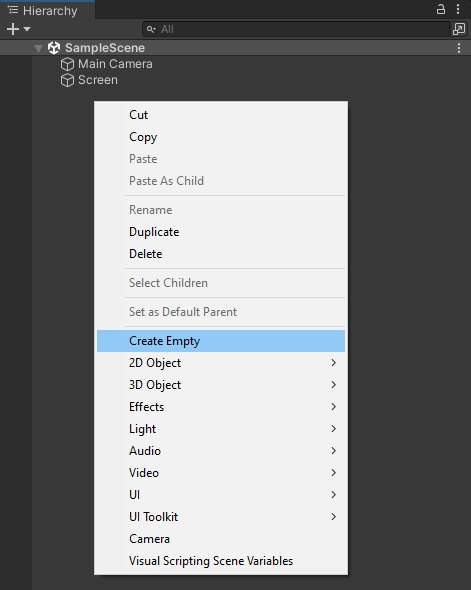 Hierarchy
All
SampleScene
Main Camera
Screen
Cut
Copy
Paste
Paste As Child
Rename
Duplicate
Delete
Select Children
Set as Default Parent
Create Empty
2D Object
3D Object
Effects
Light
Audio
Video
UI
UI Toolkit
Camera
Visual Scripting Scene Variables